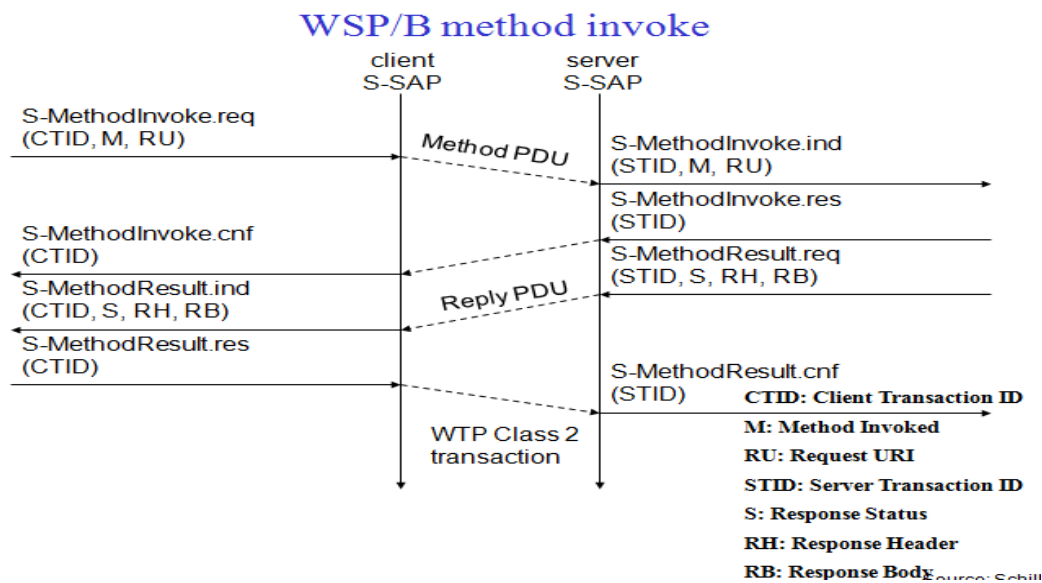 WSP/B method invoke
client
S-SAP
server
S-SAP
S-MethodInvoke.req
(CTID, M, RU)
Method PDU
S-MethodInvoke.ind
(STID, M, RU)
S-MethodInvoke.res
(STID)
S-MethodInvoke.cnf
(CTID)
S-MethodResult.req
(STID, S, RH, RB)
S-MethodResult.ind
(CTID, S, RH, RB)
Reply PDU
S-MethodResult.res
(CTID)
S-MethodResult.cnf
(STID)
WTP Class 2
transaction
CTID: Client Transaction ID
M: Method Invoked
RU: Request URI
STID: Server Transaction ID
S: Response Status
RH: Response Header
RB: Response Body